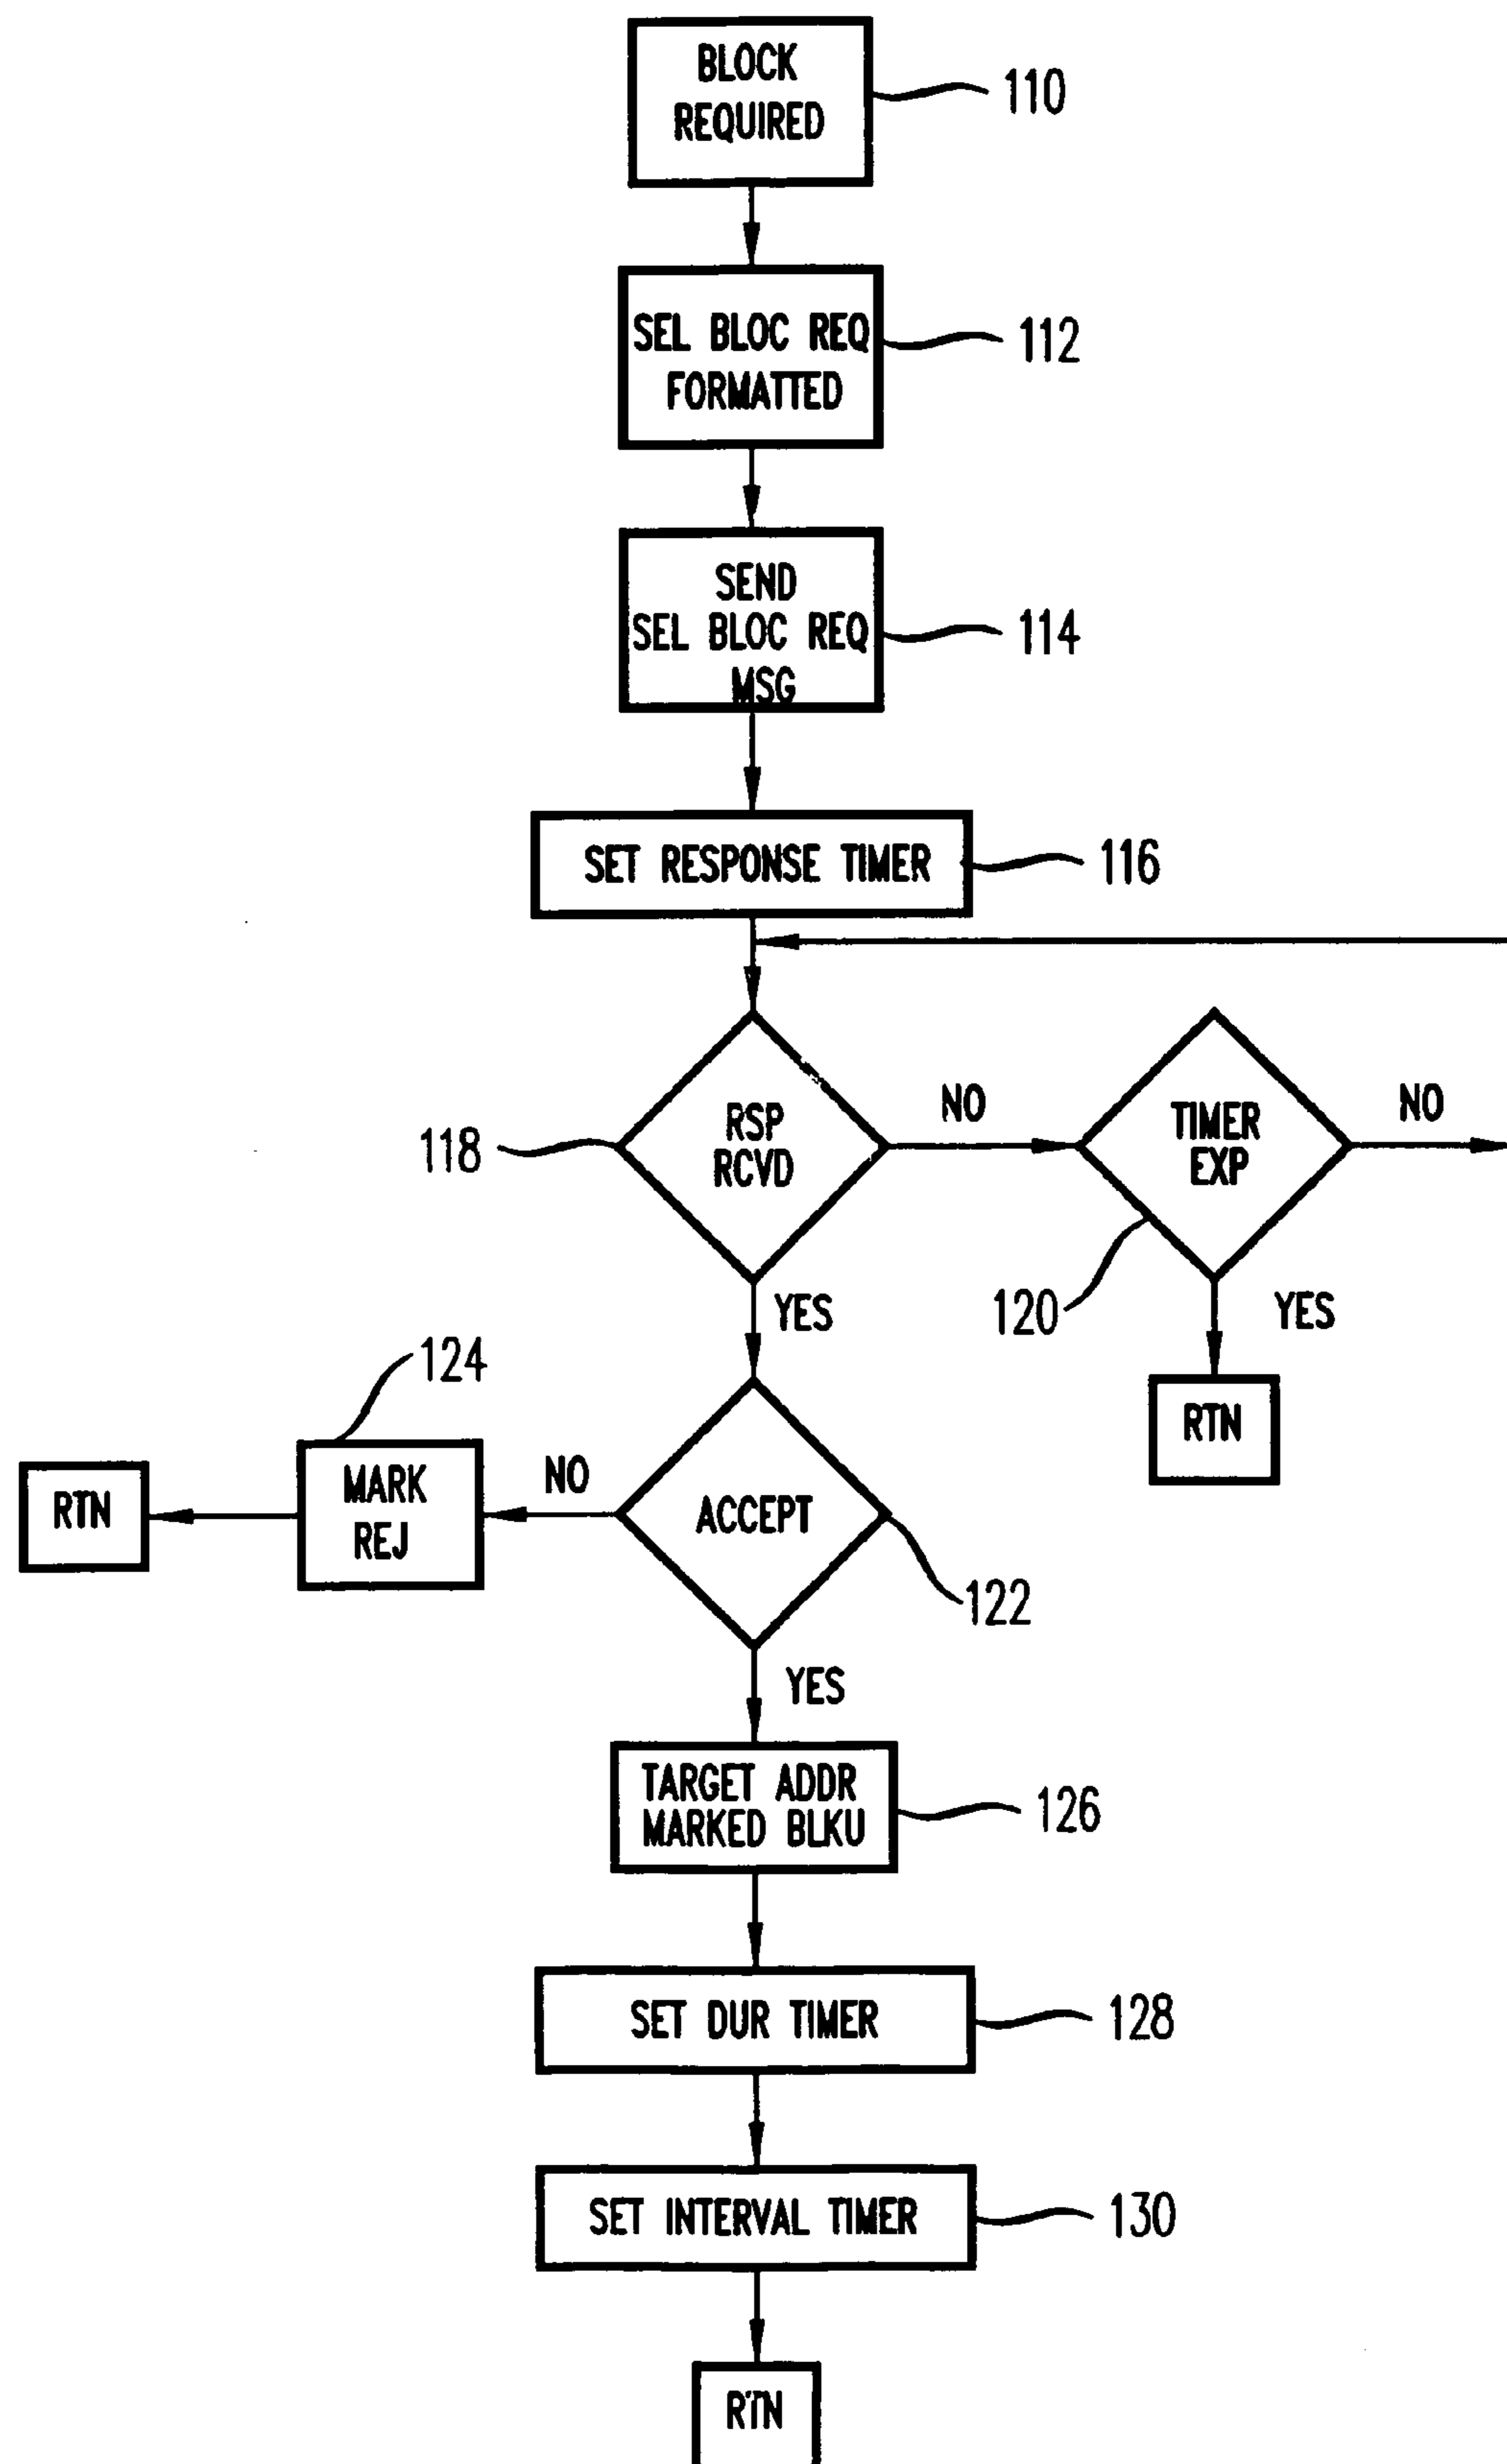 BLOCK
REQUIRED
110
SEL BLOC REQ
FORMATTED
112
SEND
SEL BLOC REQ
MSG
114
SET RESPONSE TIMER
116
118
RSP
RCVD
NO
TIMER
EXP
NO
120
YES
YES
RTN
124
RTN
MARK
REJ
NO
ACCEPT
122
YES
TARGET ADDR
MARKED BLKU
126
SET DUR TIMER
128
SET INTERVAL TIMER
130
RTN